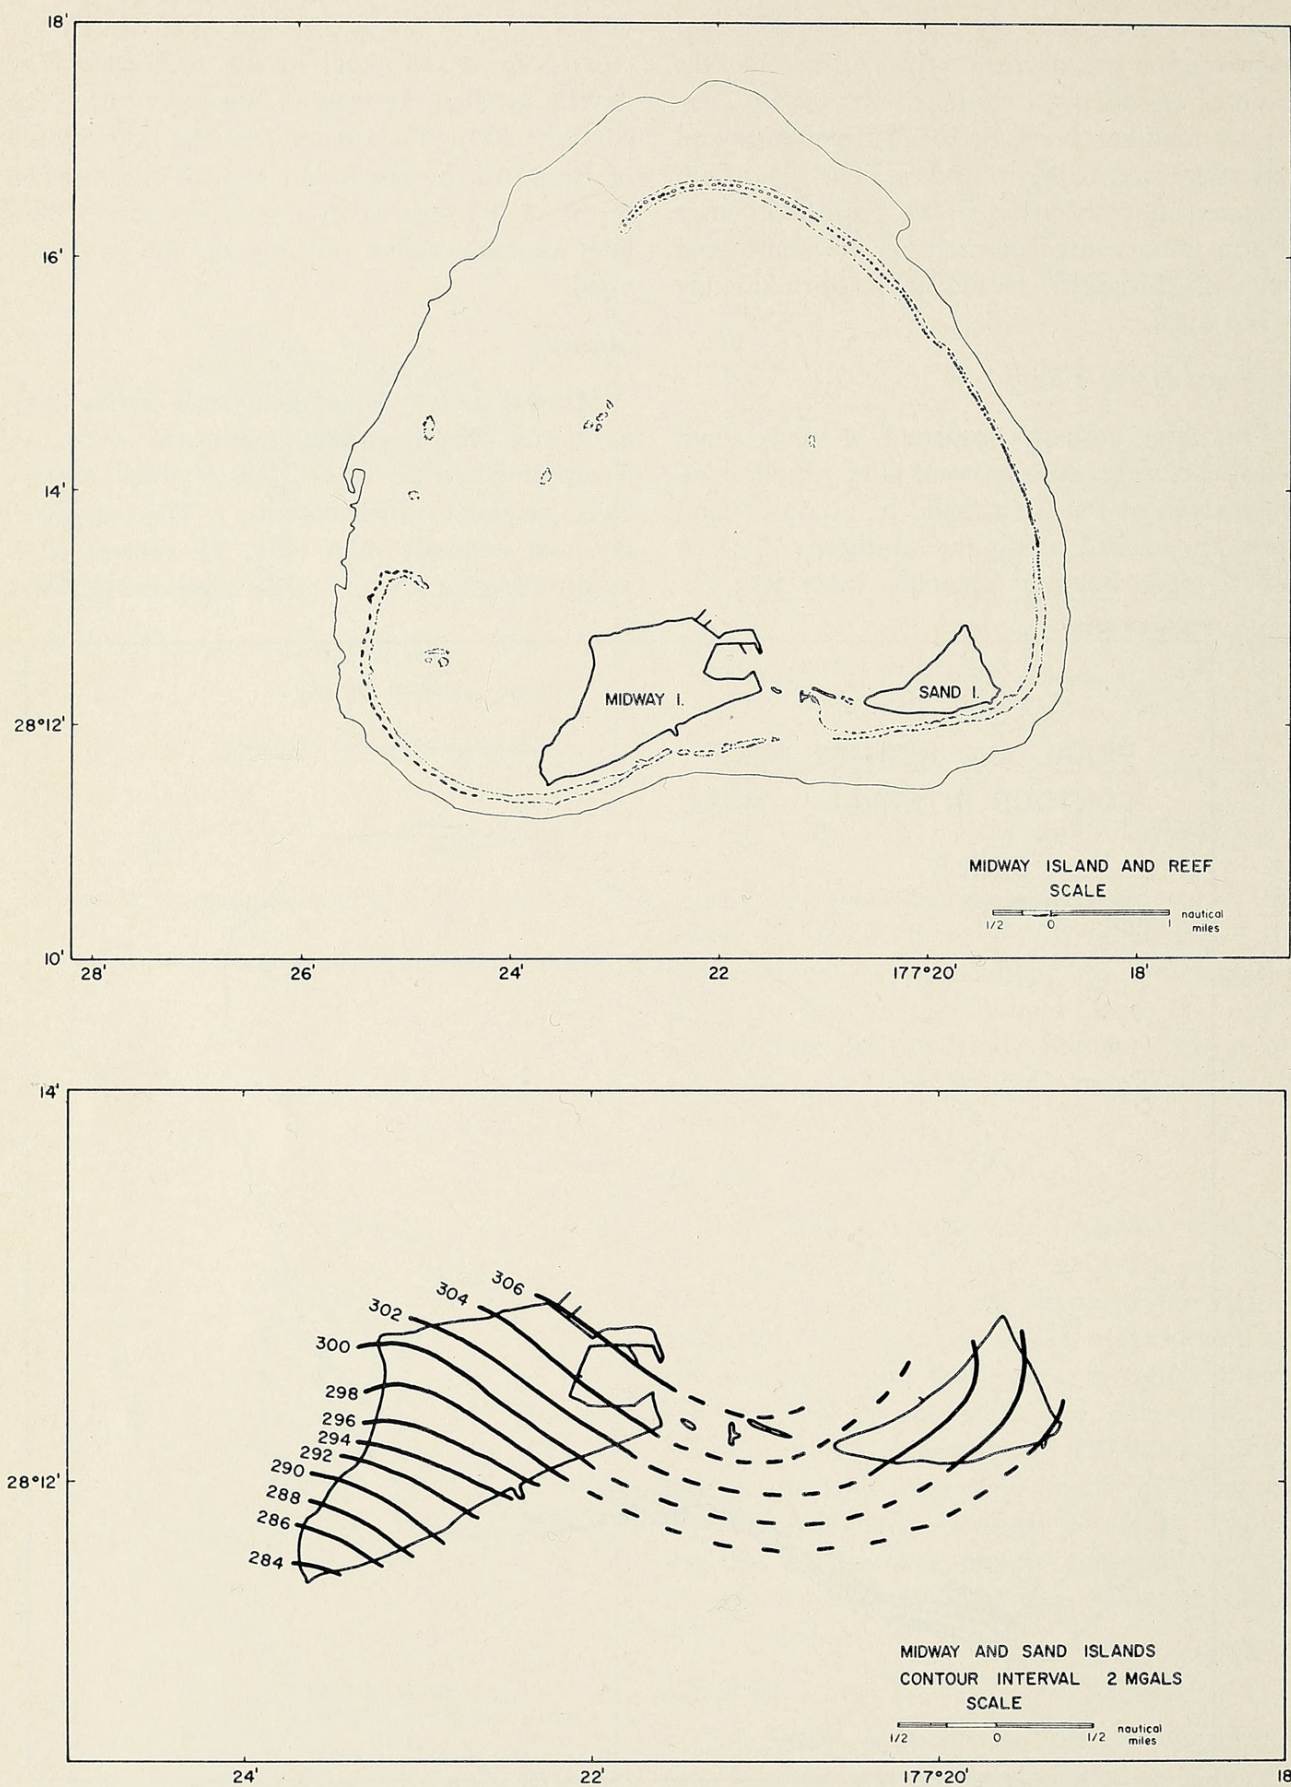 18'
16'
14'
MIDWAY I.
SAND I.
28°12'
MIDWAY ISLAND AND REEF
SCALE
nautical
miles
1/2 0 1
10'
28' 26' 24' 22 177°20' 18'
14'
306
304
302
300
298
296
294
292
290
288
286
284
28°12'
MIDWAY AND SAND ISLANDS
CONTOUR INTERVAL 2 MGALS
SCALE
nautical
miles
1/2 0 1/2
24' 22' 177°20' 18